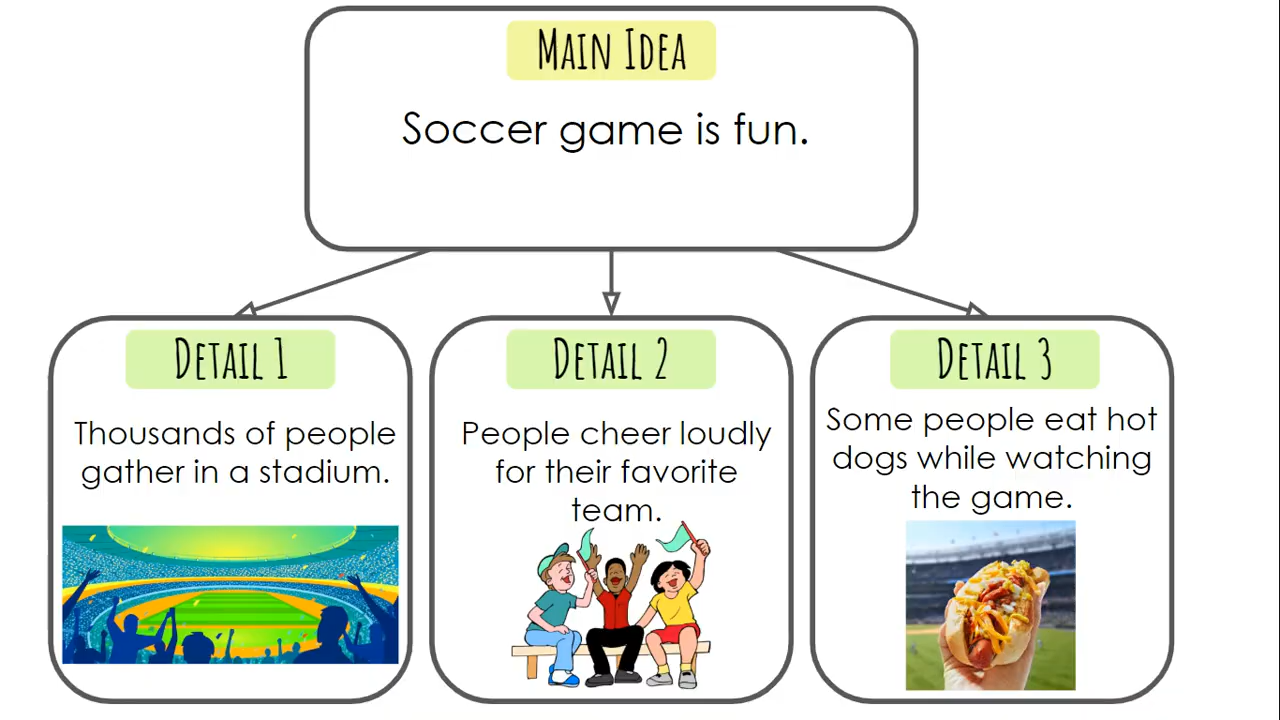 MAIN IDEA
Soccer game is fun.
DETAIL 1
Thousands of people
gather in a stadium.
DETAIL 2
People cheer loudly
for their favorite
team.
DETAIL 3
Some people eat hot
dogs while watching
the game.